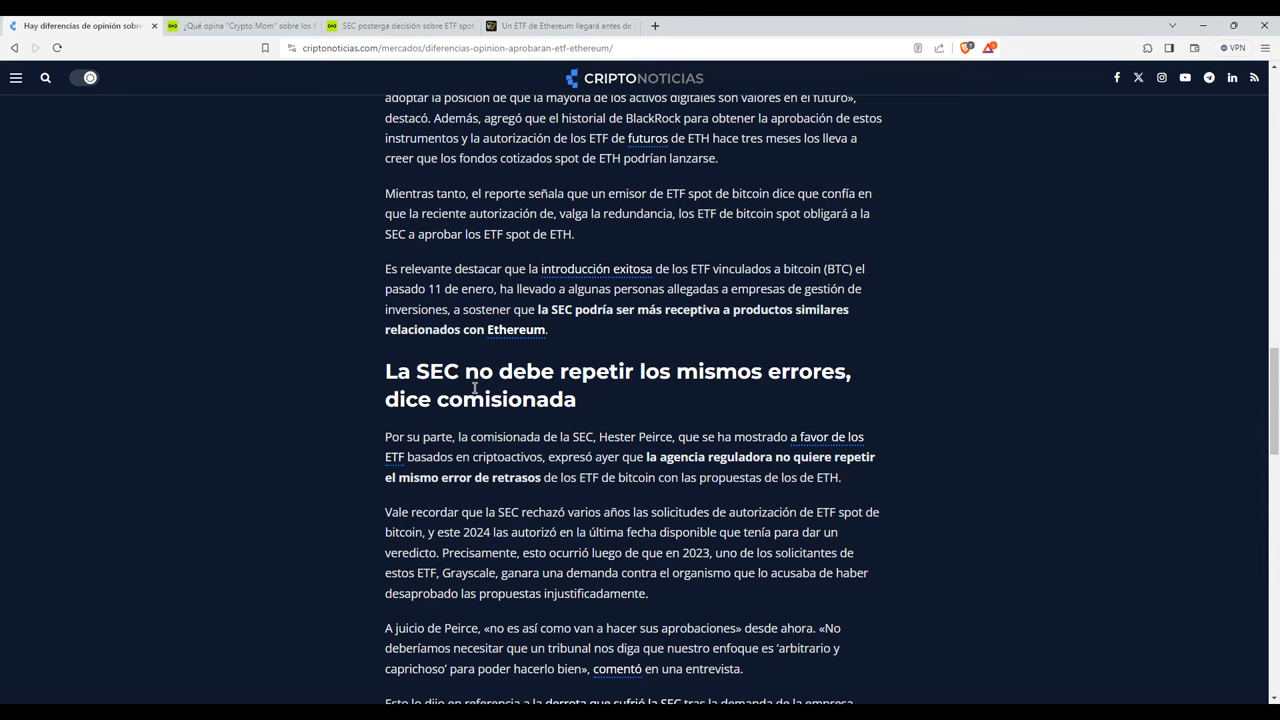 Hay diferencias de opinión sobre
¿Qué opina "Crypto Mom" sobre los E
SEC posterga decisión sobre ETF spot
Un ETF de Ethereum llegará antes de
criptonoticias.com/mercados/diferencias-opinion-aprobaran-etf-ethereum/
VPN
CRIPTONOTICIAS
adoptar la posición de que la mayoría de los activos digitales son valores en el futuro»,
destacó. Además, agregó que el historial de BlackRock para obtener la aprobación de estos
instrumentos y la autorización de los ETF de futuros de ETH hace tres meses los lleva a
creer que los fondos cotizados spot de ETH podrían lanzarse.
Mientras tanto, el reporte señala que un emisor de ETF spot de bitcoin dice que confía en
que la reciente autorización de, valga la redundancia, los ETF de bitcoin spot obligará a la
SEC a aprobar los ETF spot de ETH.
Es relevante destacar que la introducción exitosa de los ETF vinculados a bitcoin (BTC) el
pasado 11 de enero, ha llevado a algunas personas allegadas a empresas de gestión de
inversiones, a sostener que la SEC podría ser más receptiva a productos similares
relacionados con Ethereum.
La SEC no debe repetir los mismos errores,
dice comisionada
Por su parte, la comisionada de la SEC, Hester Peirce, que se ha mostrado a favor de los
ETF basados en criptoactivos, expresó ayer que la agencia reguladora no quiere repetir
el mismo error de retrasos de los ETF de bitcoin con las propuestas de los de ETH.
Vale recordar que la SEC rechazó varios años las solicitudes de autorización de ETF spot de
bitcoin, y este 2024 las autorizó en la última fecha disponible que tenía para dar un
veredicto. Precisamente, esto ocurrió luego de que en 2023, uno de los solicitantes de
estos ETF, Grayscale, ganara una demanda contra el organismo que lo acusaba de haber
desaprobado las propuestas injustificadamente.
A juicio de Peirce, «no es así como van a hacer sus aprobaciones» desde ahora. «No
deberíamos necesitar que un tribunal nos diga que nuestro enfoque es ‘arbitrario y
caprichoso’ para poder hacerlo bien», comentó en una entrevista.
Esto lo dijo en referencia a la derrota que sufrió la SEC tras la demanda de la empresa